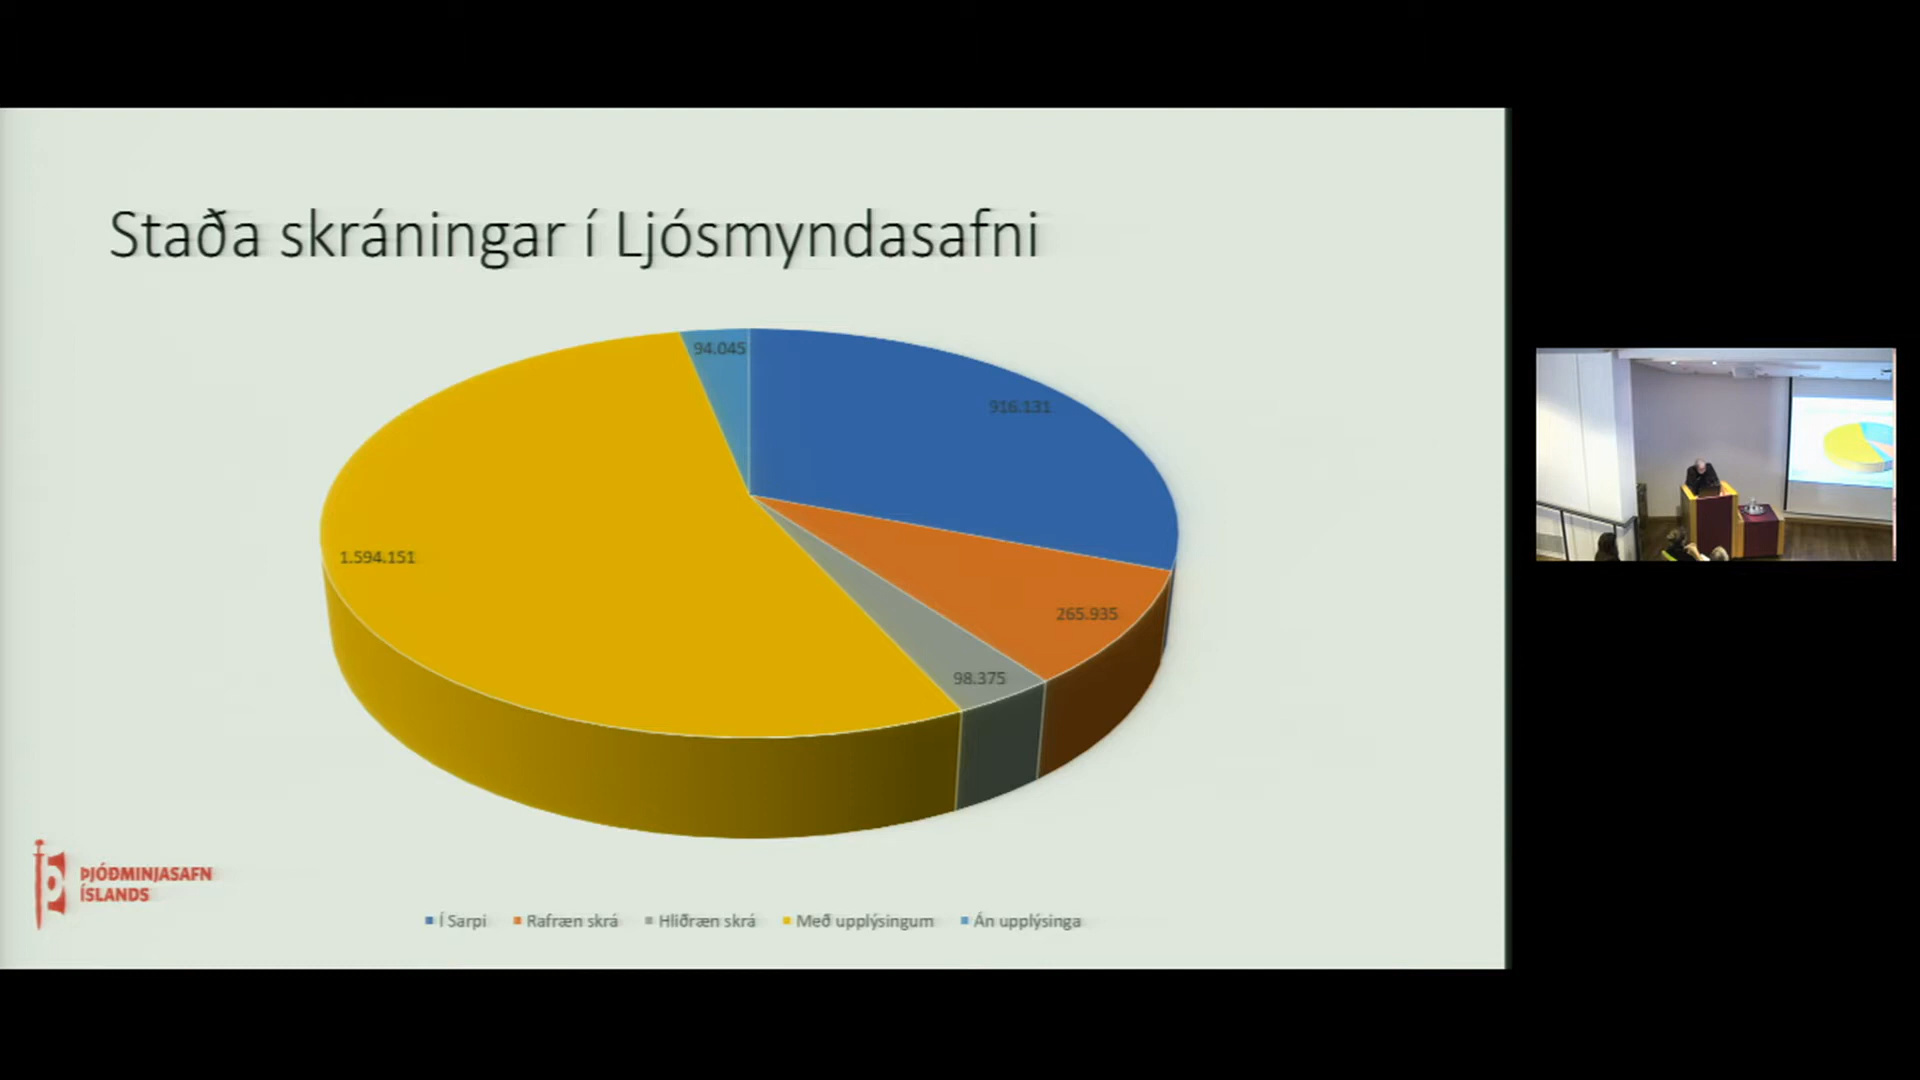 Staða skráningar í Ljósmyndasafni
94.045
916.131
1.594.151
265.935
98.375
ÞJÓÐMINJASAFN
ÍSLANDS
Í Sarpi Rafræn skrá Hliðræn skrá Með upplýsingum Án upplýsinga